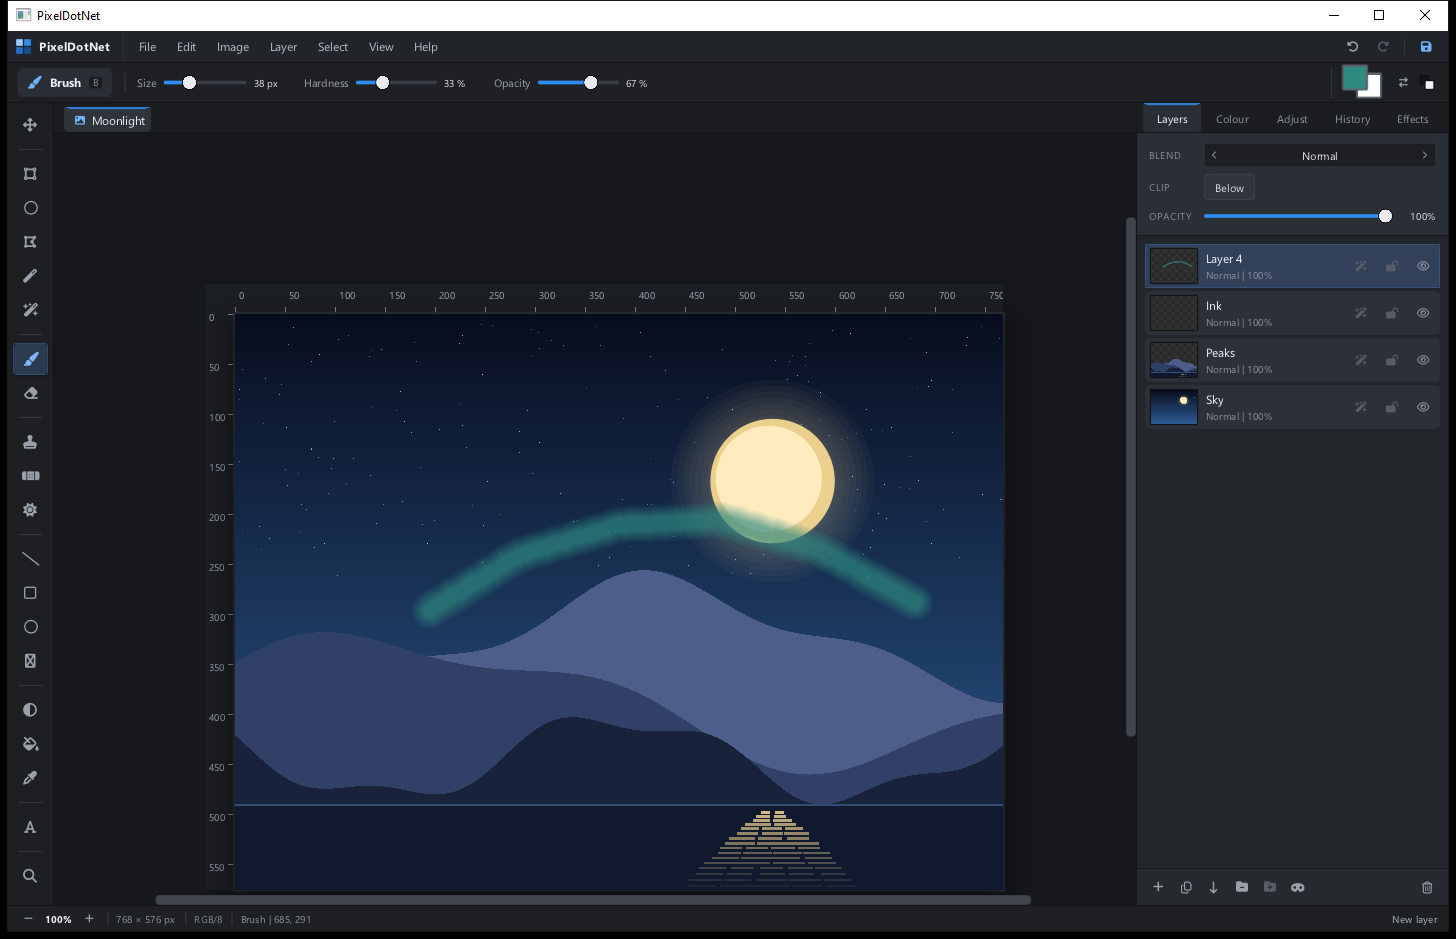 PixelDotNet
PixelDotNet File Edit Image Layer Select View Help
Brush B Size 38 px Hardness 33 % Opacity 67 %
Moonlight
Layers Colour Adjust History Effects
BLEND Normal
CLIP Below
OPACITY 100%
Layer 4
Normal | 100%
Ink
Normal | 100%
Peaks
Normal | 100%
Sky
Normal | 100%
0 50 100 150 200 250 300 350 400 450 500 550 600 650 700 750
0
50
100
150
200
250
300
350
400
450
500
550
A
100% 768 × 576 px RGB/8 Brush | 685, 291 New layer